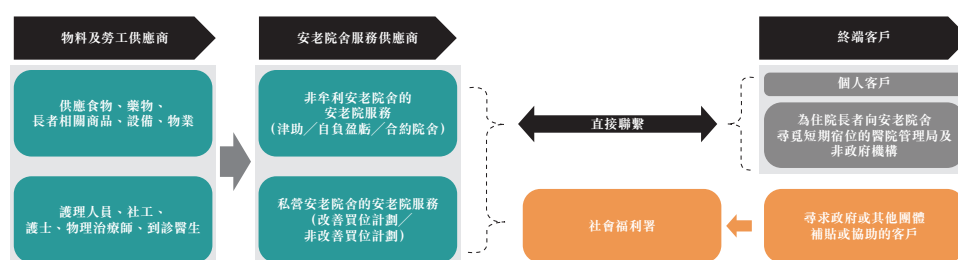 物料及勞工供應商
安老院舍服務供應商
終端客戶
供應食物、藥物、
長者相關商品、設備、物業
護理人員、社工、
護士、物理治療師、到診醫生
非牟利安老院舍的
安老院服務
(津助／自負盈虧／合約院舍)
私營安老院舍的安老院服務
(改善買位計劃／
非改善買位計劃)
直接聯繫
社會福利署
個人客戶
為住院長者向安老院舍
尋覓短期宿位的醫院管理局及
非政府機構
尋求政府或其他團體
補貼或協助的客戶